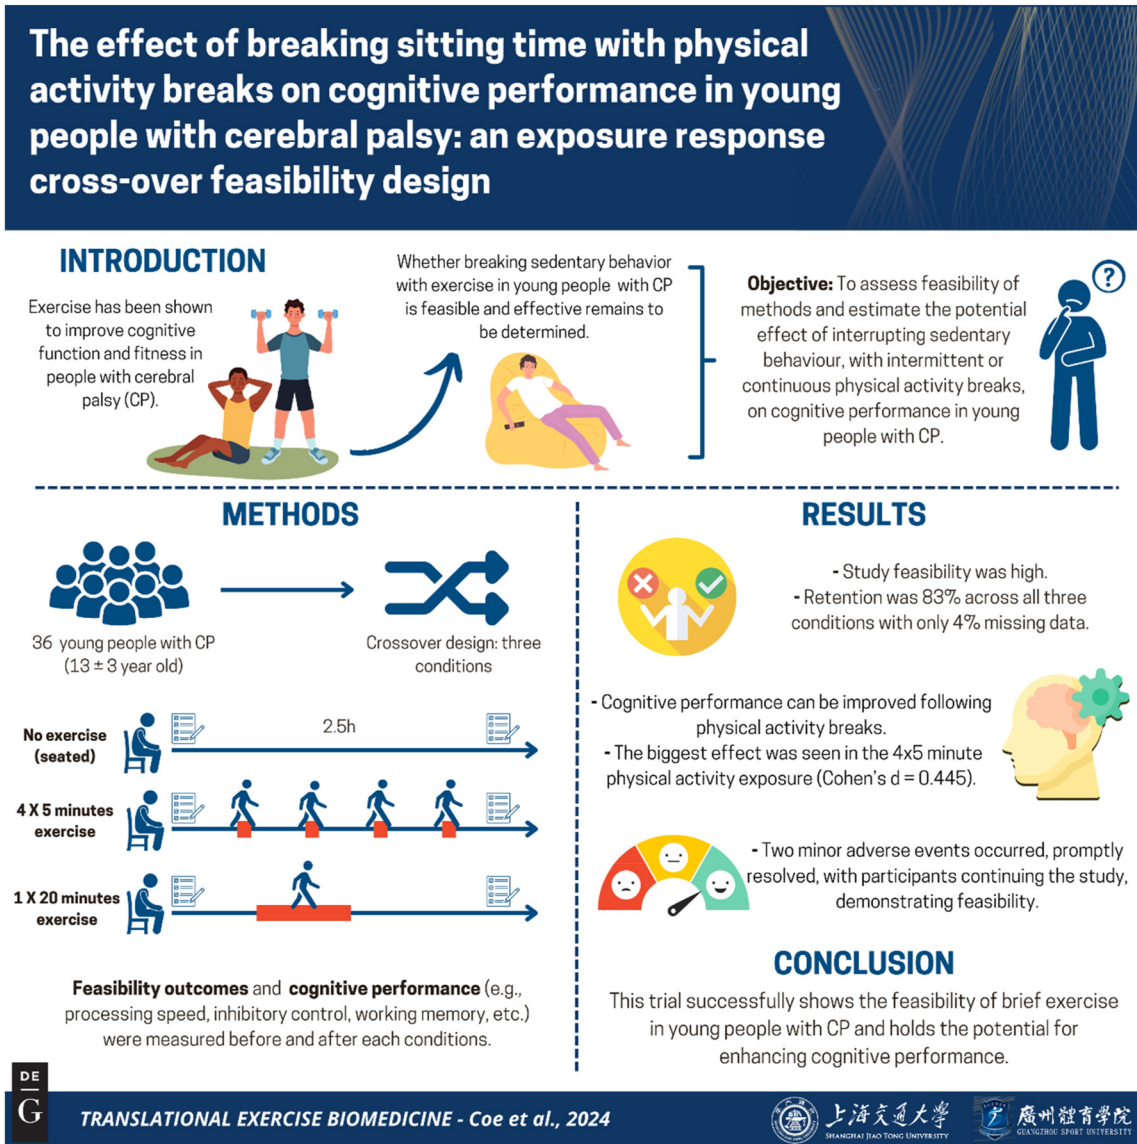 The effect of breaking sitting time with physical
activity breaks on cognitive performance in young
people with cerebral palsy: an exposure response
cross-over feasibility design
INTRODUCTION
Exercise has been shown
to improve cognitive
function and fitness in
people with cerebral
palsy (CP).
Whether breaking sedentary behavior
with exercise in young people with CP
is feasible and effective remains to
be determined.
Objective: To assess feasibility of
methods and estimate the potential
effect of interrupting sedentary
behaviour, with intermittent or
continuous physical activity breaks,
on cognitive performance in young
people with CP.
?
METHODS
36 young people with CP
(13 ± 3 year old)
Crossover design: three
conditions
No exercise
(seated)
2.5h
4 X 5 minutes
exercise
1 X 20 minutes
exercise
Feasibility outcomes and cognitive performance (e.g.,
processing speed, inhibitory control, working memory, etc.)
were measured before and after each conditions.
RESULTS
- Study feasibility was high.
- Retention was 83% across all three
conditions with only 4% missing data.
- Cognitive performance can be improved following
physical activity breaks.
- The biggest effect was seen in the 4x5 minute
physical activity exposure (Cohen's d = 0.445).
- Two minor adverse events occurred, promptly
resolved, with participants continuing the study,
demonstrating feasibility.
CONCLUSION
This trial successfully shows the feasibility of brief exercise
in young people with CP and holds the potential for
enhancing cognitive performance.
DE
G
TRANSLATIONAL EXERCISE BIOMEDICINE - Coe et al., 2024
上海交通大学
SHANGHAI JIAO TONG UNIVERSITY
廣州體育學院
GUANGZHOU SPORT UNIVERSITY